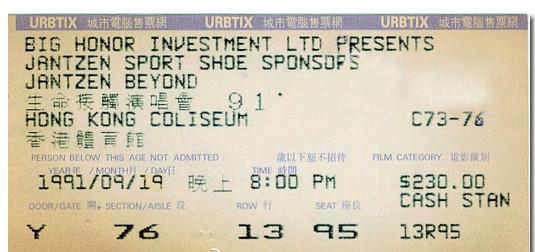 URBTIX 城市電腦售票網 URBTIX 城市電腦售票網 URBTIX 城市電腦售票網
BIG HONOR INVESTMENT LTD PRESENTS
JANTZEN SPORT SHOE SPONSORS
JANTZEN BEYOND
生命接觸演唱會 91'
HONG KONG COLISEUM C73-76
香港體育館
PERSON BELOW THIS AGE NOT ADMITTED: 歲以下恕不招待 FILM CATEGORY 電影級別
YEAR年 / MONTH月 / DAY日 TIME 時間
1991/09/19 晚上 8:00 PM $230.00
CASH STAN
DOOR/GATE 閘 SECTION/AISLE 段 ROW 行 SEAT 座位
Y 76 13 95 13R95